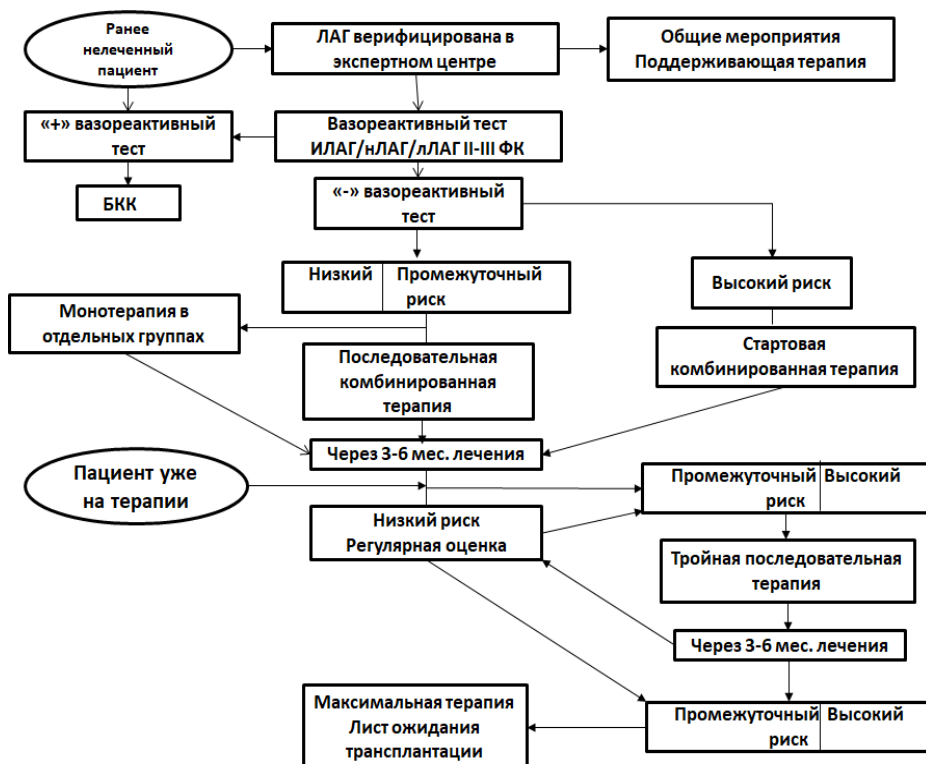 Ранее
нелеченный
пациент
ЛАГ верифицирована в
экспертном центре
Общие мероприятия
Поддерживающая терапия
«+» вазореактивный
тест
Вазореактивный тест
ИЛАГ/нЛАГ/лЛАГ II-III ФК
БКК
«-» вазореактивный
тест
Низкий Промежуточный
риск
Высокий риск
Монотерапия в
отдельных группах
Последовательная
комбинированная
терапия
Стартовая
комбинированная терапия
Через 3-6 мес. лечения
Пациент уже
на терапии
Промежуточный Высокий
риск
Низкий риск
Регулярная оценка
Тройная последовательная
терапия
Через 3-6 мес. лечения
Максимальная терапия
Лист ожидания
трансплантации
Промежуточный Высокий
риск